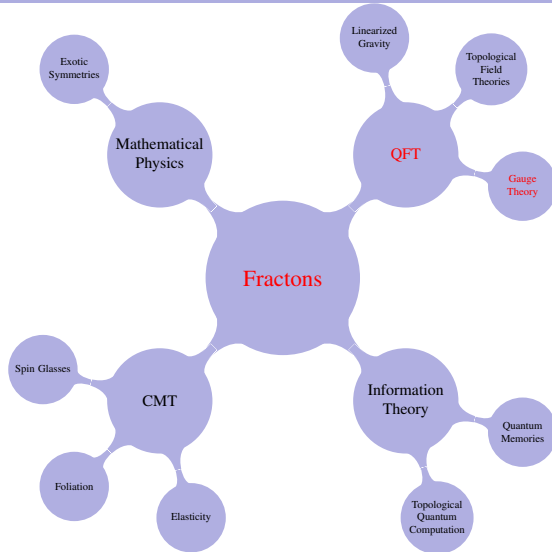 Linearized
Gravity
Exotic
Symmetries
Topological
Field
Theories
Mathematical
Physics
QFT
Gauge
Theory
Fractons
Spin Glasses
CMT
Information
Theory
Quantum
Memories
Foliation
Elasticity
Topological
Quantum
Computation